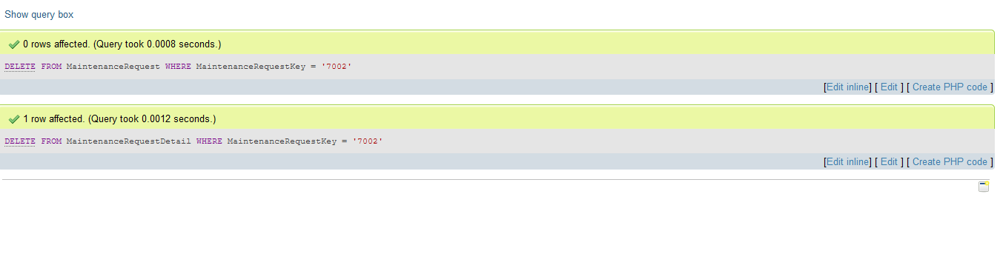 Show query box
0 rows affected. (Query took 0.0008 seconds.)
DELETE FROM MaintenanceRequest WHERE MaintenanceRequestKey = '7002'
[Edit inline] [ Edit ] [ Create PHP code ]
1 row affected. (Query took 0.0012 seconds.)
DELETE FROM MaintenanceRequestDetail WHERE MaintenanceRequestKey = '7002'
[Edit inline] [ Edit ] [ Create PHP code ]